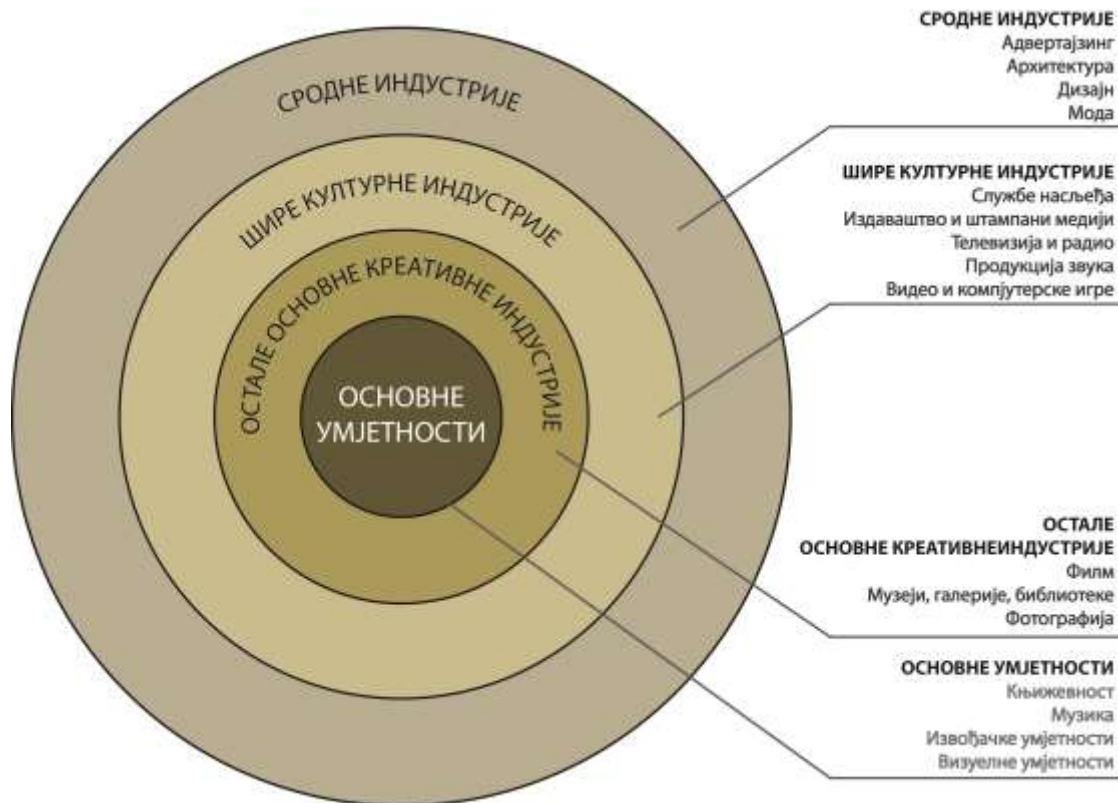 СРОДНЕ ИНДУСТРИЈЕ
ШИРЕ КУЛТУРНЕ ИНДУСТРИЈЕ
ОСТАЛЕ ОСНОВНЕ КРЕАТИВНЕ ИНДУСТРИЈЕ
ОСНОВНЕ
УМЈЕТНОСТИ
СРОДНЕ ИНДУСТРИЈЕ
Адвертајзинг
Архитектура
Дизајн
Мода
ШИРЕ КУЛТУРНЕ ИНДУСТРИЈЕ
Службе насљеђа
Издаваштво и штампани медији
Телевизија и радио
Продукција звука
Видео и компјутерске игре
ОСТАЛЕ
ОСНОВНЕ КРЕАТИВНЕИНДУСТРИЈЕ
Филм
Музеји, галерије, библиотеке
Фотографија
ОСНОВНЕ УМЈЕТНОСТИ
Књижевност
Музика
Извођачке умјетности
Визуелне умјетности